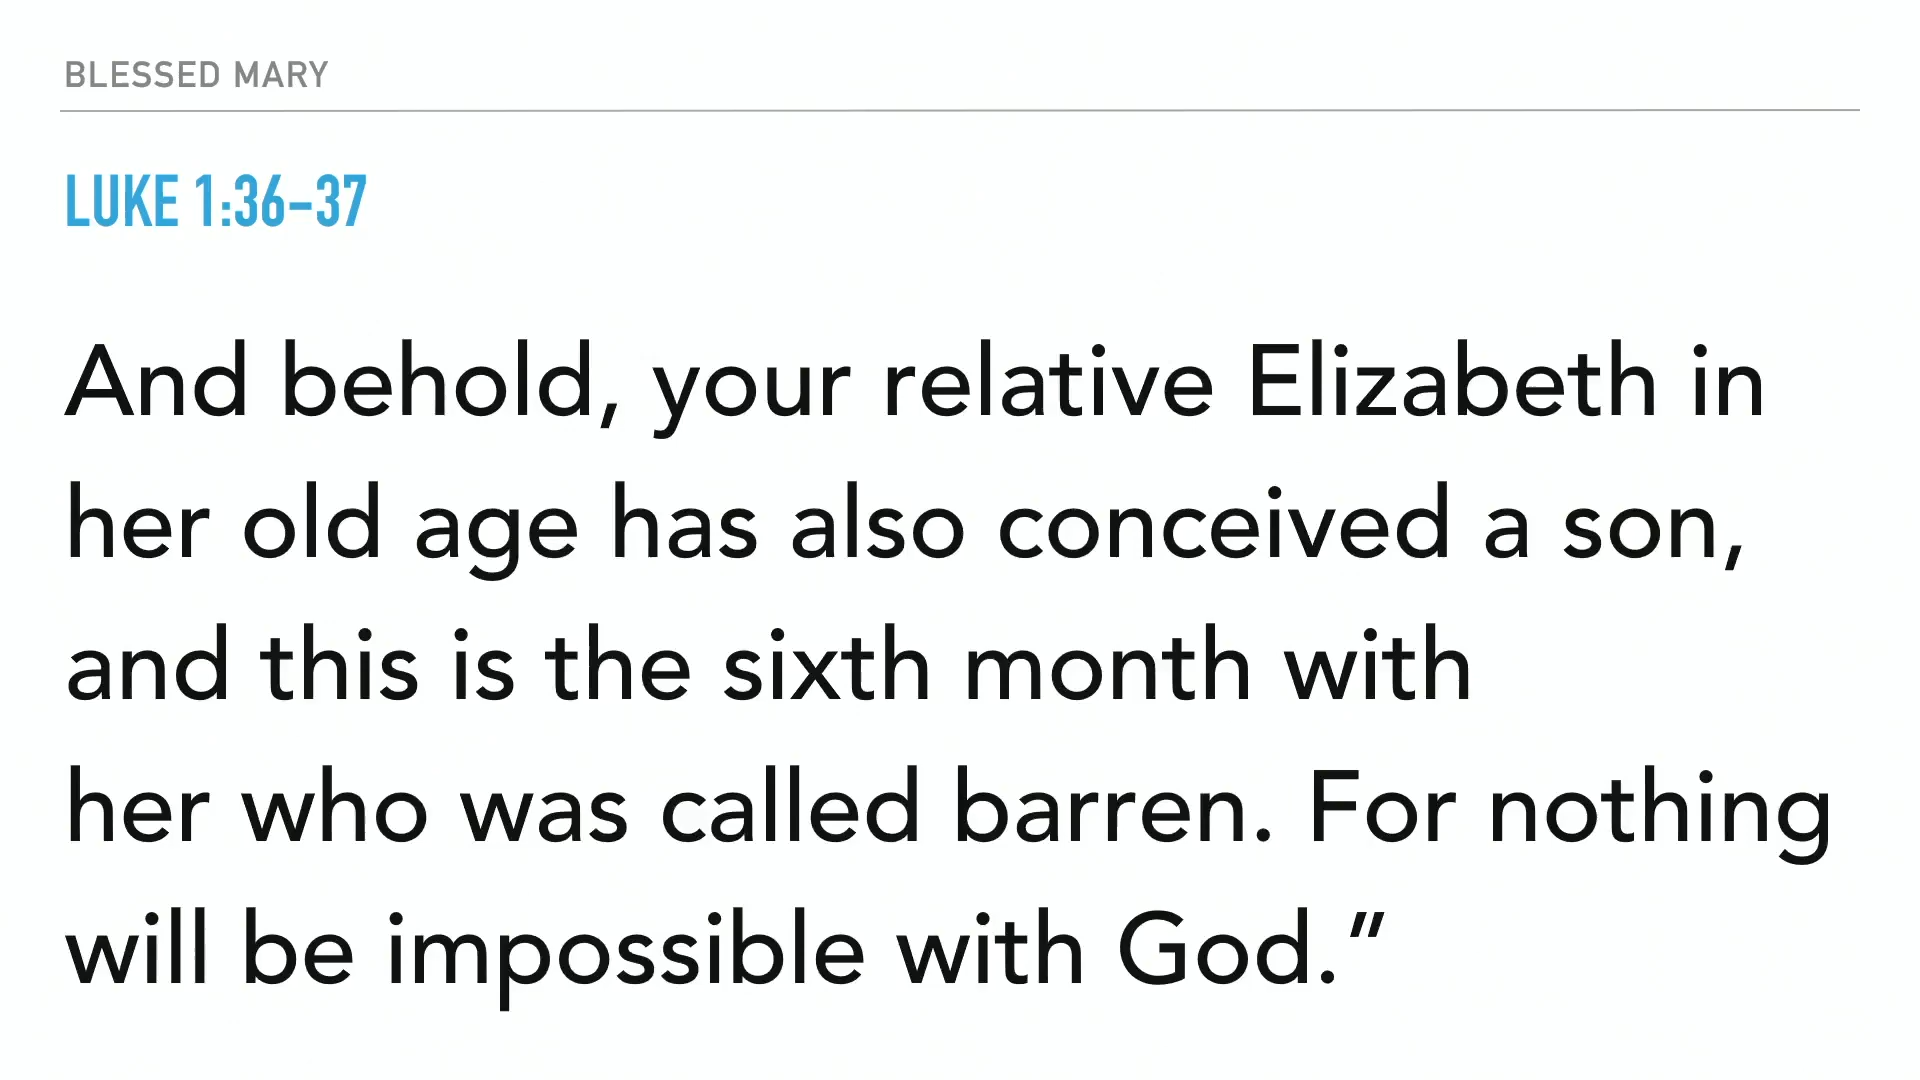 BLESSED MARY
LUKE 1:36–37
And behold, your relative Elizabeth in
her old age has also conceived a son,
and this is the sixth month with
her who was called barren. For nothing
will be impossible with God.”